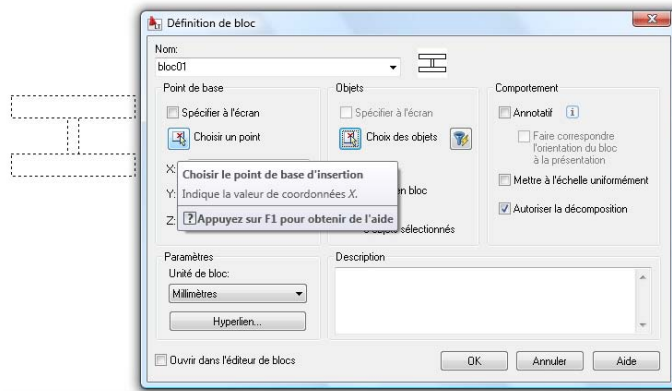 Définition de bloc
Nom:
bloc01
Point de base
Spécifier à l'écran
Choisir un point
X:
Y:
Z:
Choisir le point de base d'insertion
Indique la valeur de coordonnées X.
Appuyez sur F1 pour obtenir de l'aide
Objets
Spécifier à l'écran
Choix des objets
en bloc
objets sélectionnés
Comportement
Annotatif
Faire correspondre
l'orientation du bloc
à la présentation
Mettre à l'échelle uniformément
Autoriser la décomposition
Paramètres
Unité de bloc:
Millimètres
Hyperlien...
Description
Ouvrir dans l'éditeur de blocs
OK
Annuler
Aide